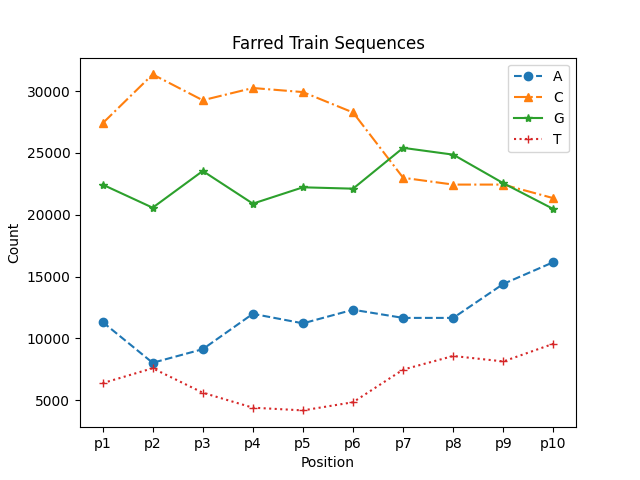 Farred Train Sequences
A
C
G
T
30000
25000
20000
15000
10000
5000
Count
p1 p2 p3 p4 p5 p6 p7 p8 p9 p10
Position